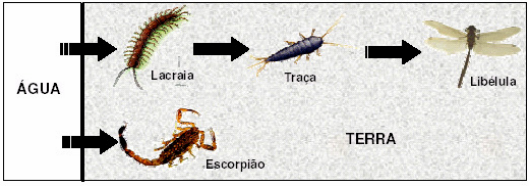 Lacraia
Traça
Libélula
ÁGUA
TERRA
Escorpião